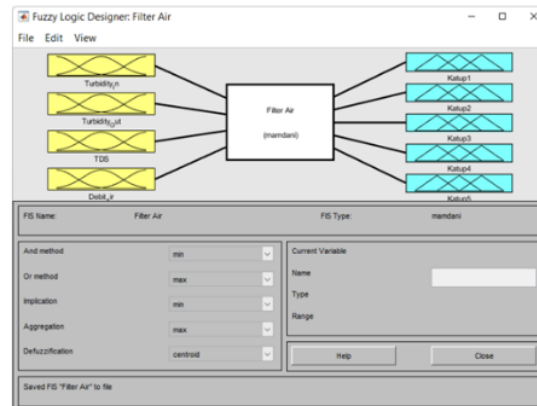 Fuzzy Logic Designer: Filter Air
File Edit View
Turbidity_in
Turbidity_out
TDS
Debit_air
Filter Air
(mamdani)
Katup1
Katup2
Katup3
Katup4
Katup5
FIS Name: Filter Air FIS Type: mamdani
And method min
Or method max
Implication min
Aggregation max
Defuzzification centroid
Current Variable
Name
Type
Range
Help Close
Saved FIS "Filter Air" to file